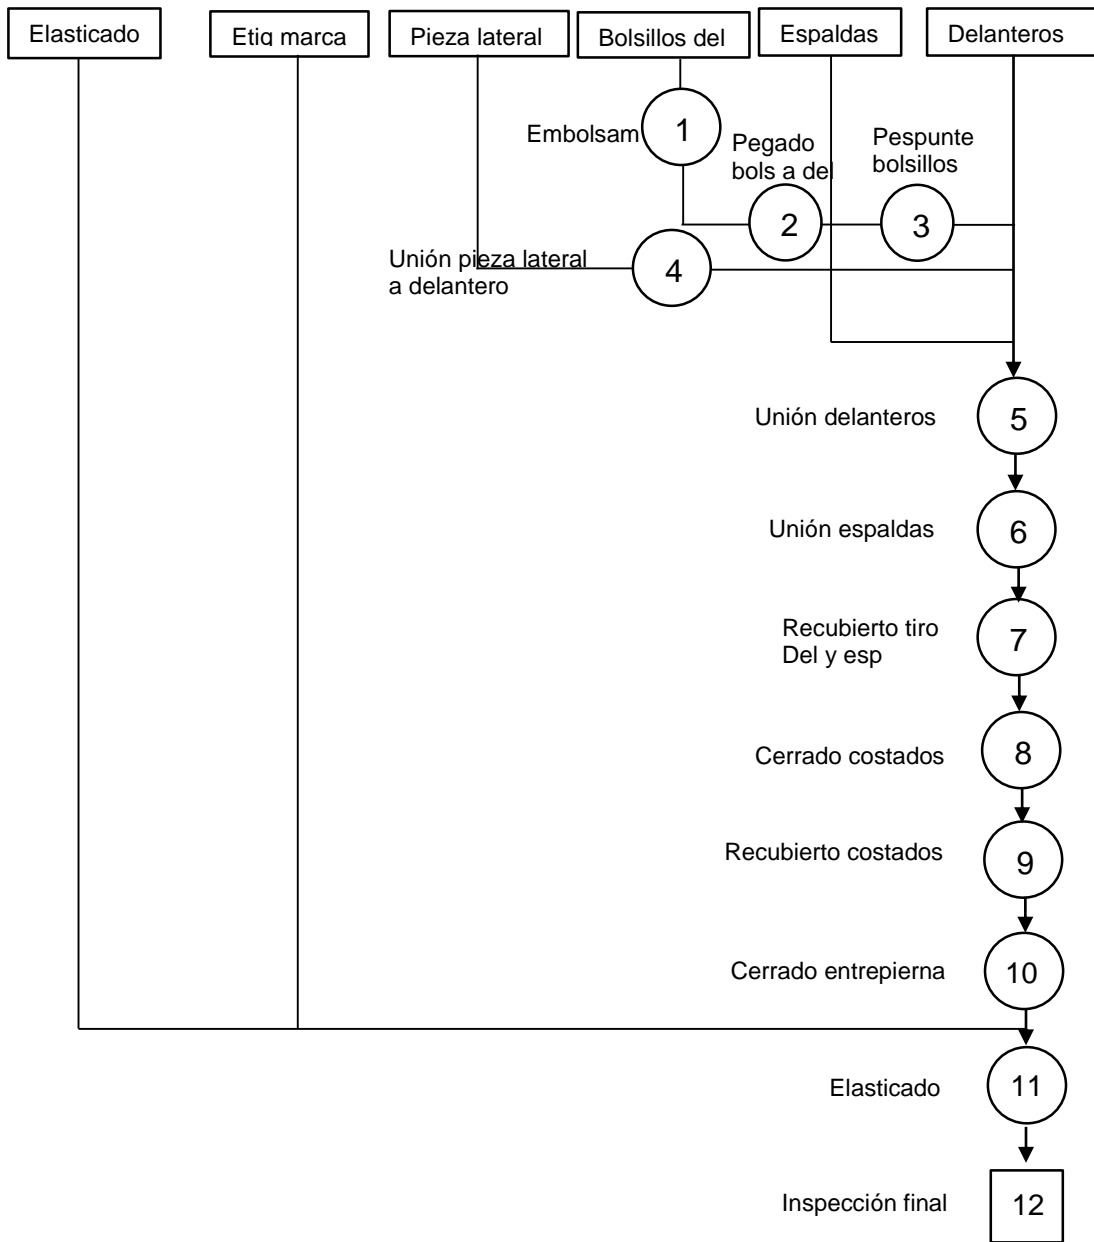 Elasticado
Etiq marca
Pieza lateral
Bolsillos del
Espaldas
Delanteros
Embolsam
1
Pegado
bols a del
2
Pespunte
bolsillos
3
Unión pieza lateral
a delantero
4
Unión delanteros
5
Unión espaldas
6
Recubierto tiro
Del y esp
7
Cerrado costados
8
Recubierto costados
9
Cerrado entrepierna
10
Elasticado
11
Inspección final
12